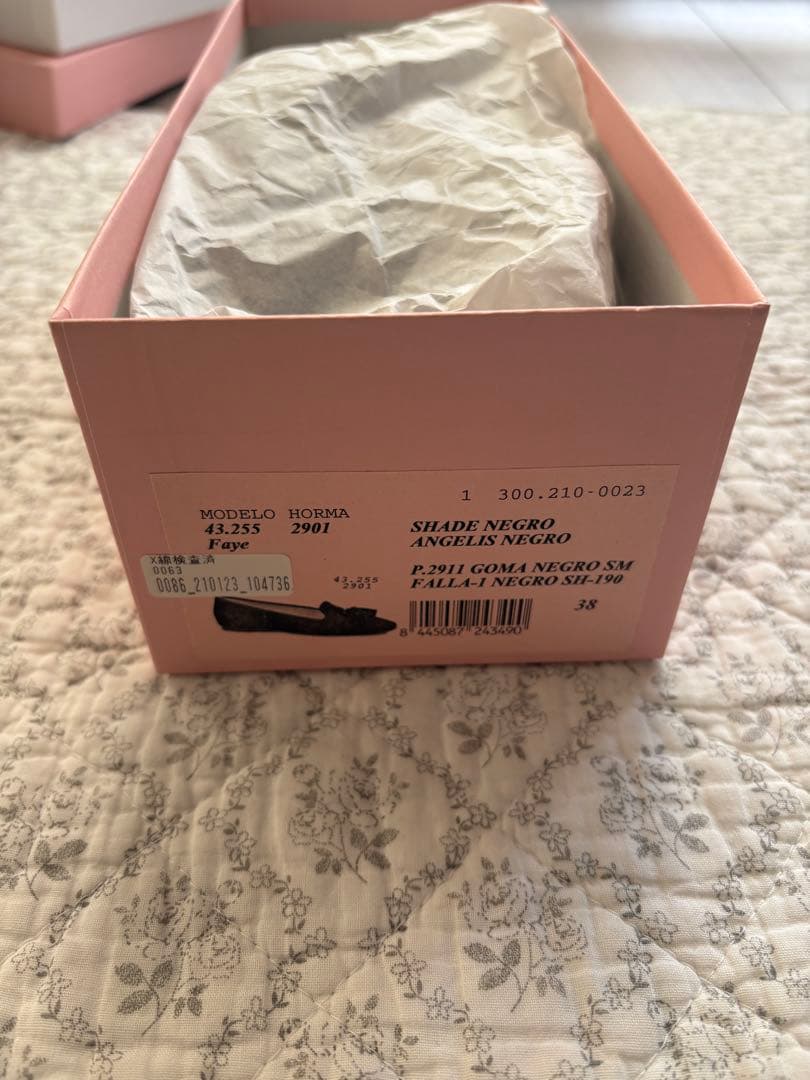 1 300.210-0023
MODELO HORMA
43.255 2901
Faye
SHADE NEGRO
ANGELIS NEGRO
P.2911 GOMA NEGRO SM
FALLA-1 NEGRO SH-190
38
X線検査済
0063
0086_210123_104736
43.255
2901
8 445087 243490